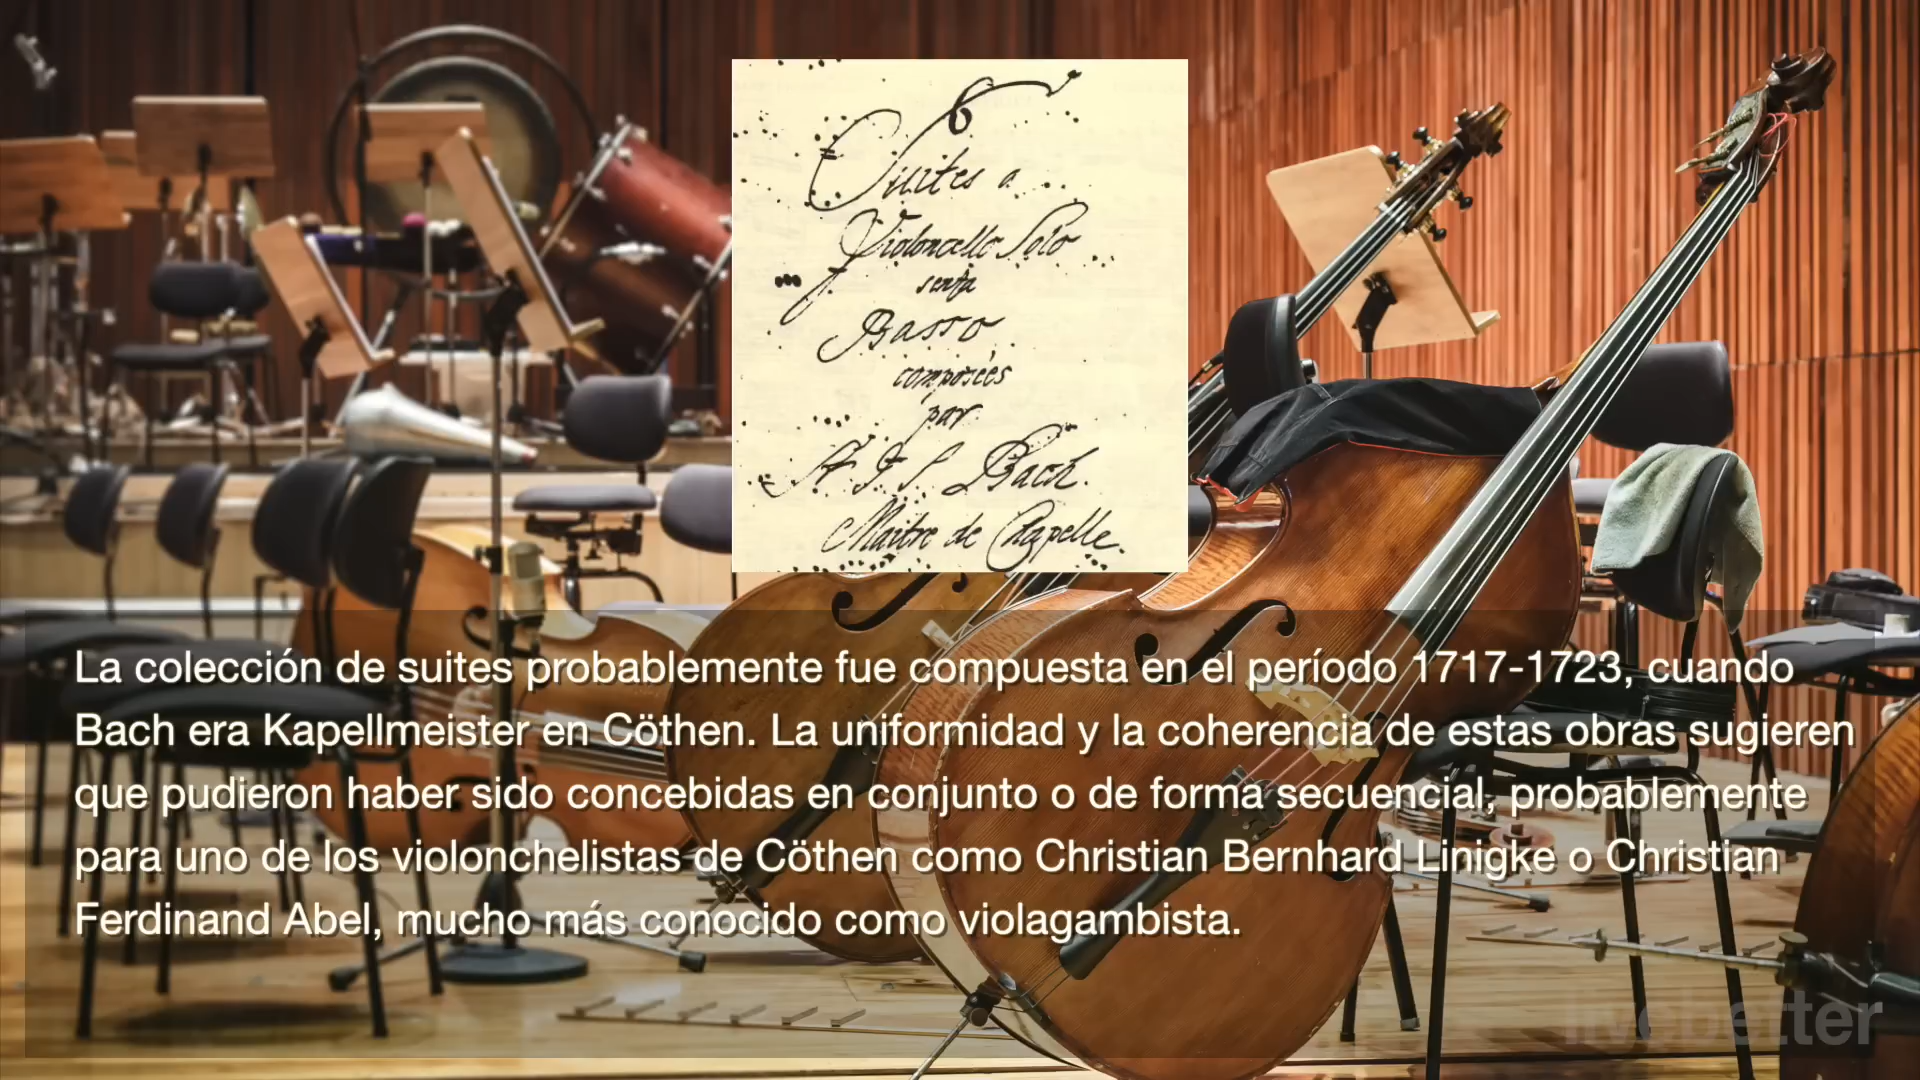 Suites a
Violoncello Solo
senza
Basso
composées
par
J. S. Bach.
Maitre de Chapelle.
La colección de suites probablemente fue compuesta en el período 1717-1723, cuando
Bach era Kapellmeister en Cöthen. La uniformidad y la coherencia de estas obras sugieren
que pudieron haber sido concebidas en conjunto o de forma secuencial, probablemente
para uno de los violonchelistas de Cöthen como Christian Bernhard Linigke o Christian
Ferdinand Abel, mucho más conocido como violagambista.
livebetter